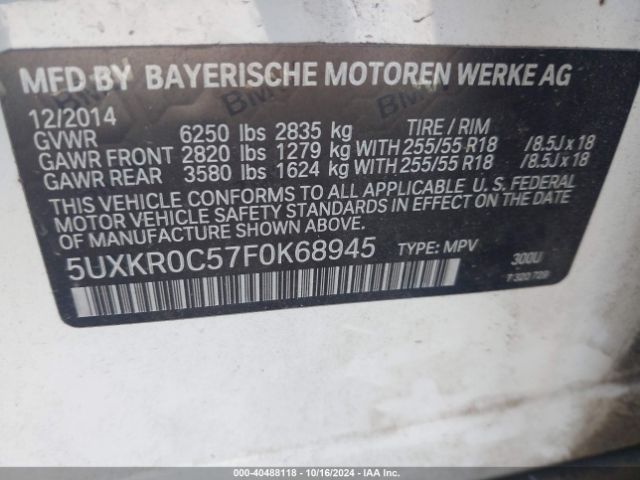 MFD BY BAYERISCHE MOTOREN WERKE AG
12/2014 TIRE / RIM
GVWR 6250 lbs 2835 kg
GAWR FRONT 2820 lbs 1279 kg WITH 255/55 R18 / 8.5J x 18
GAWR REAR 3580 lbs 1624 kg WITH 255/55 R18 / 8.5J x 18
THIS VEHICLE CONFORMS TO ALL APPLICABLE U. S. FEDERAL
MOTOR VEHICLE SAFETY STANDARDS IN EFFECT ON THE DATE
OF MANUFACTURE SHOWN ABOVE.
5UXKR0C57F0K68945 TYPE: MPV 300U
7 320 728
000-40488118 - 10/16/2024 - IAA Inc.